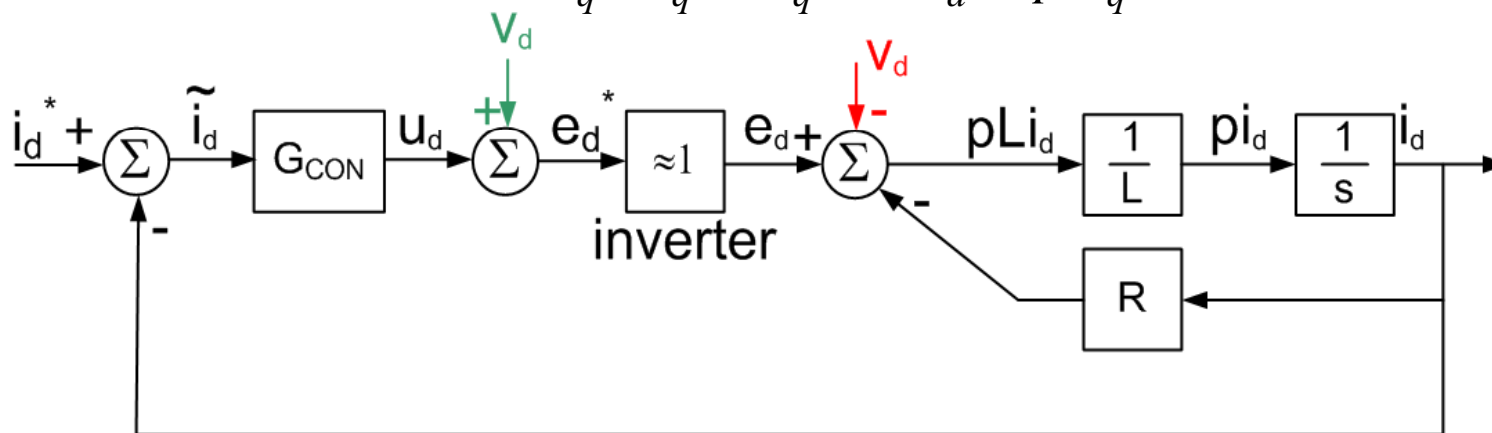 v_d
v_d
i_d* + Σ ĩ_d G_CON u_d + Σ e_d* ≈1 e_d + Σ - pLi_d 1/L pi_d 1/s i_d
- -
inverter
R